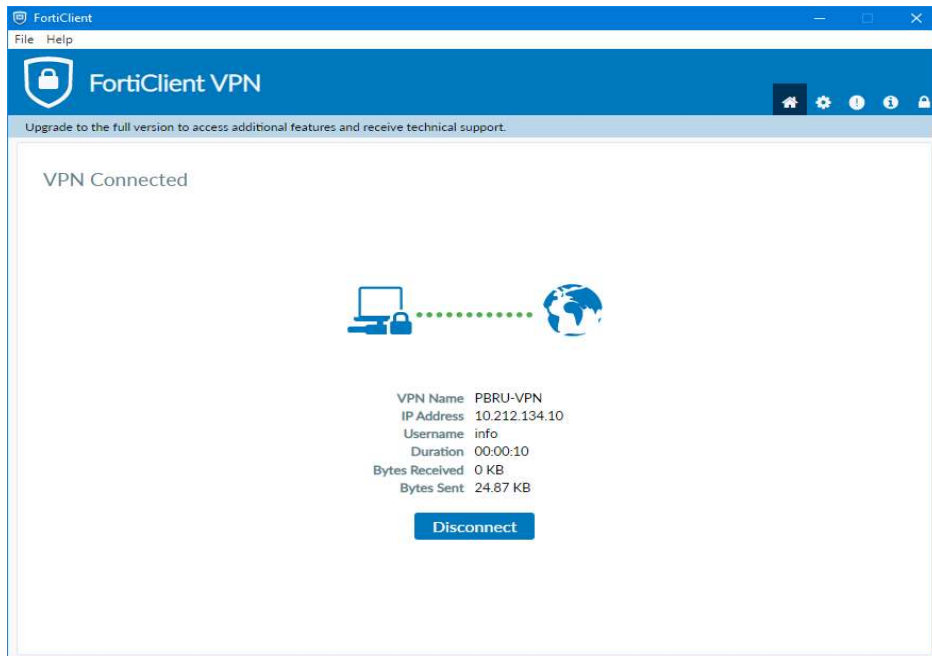 FortiClient
File Help
FortiClient VPN
Upgrade to the full version to access additional features and receive technical support.
VPN Connected
VPN Name PBRU-VPN
IP Address 10.212.134.10
Username info
Duration 00:00:10
Bytes Received 0 KB
Bytes Sent 24.87 KB
Disconnect